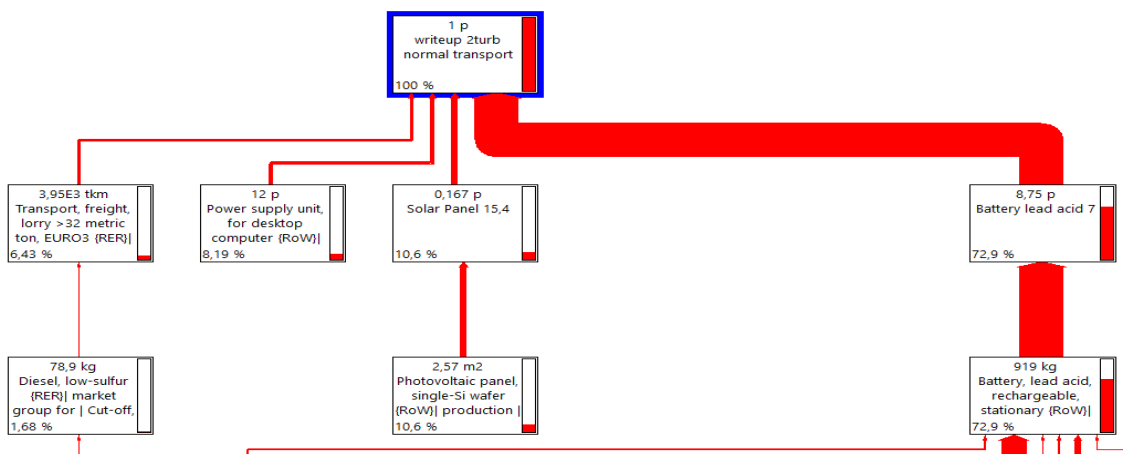 1 p
writeup 2turb
normal transport
100 %
3,95E3 tkm
Transport, freight,
lorry >32 metric
ton, EURO3 {RER}|
6,43 %
12 p
Power supply unit,
for desktop
computer {RoW}|
8,19 %
0,167 p
Solar Panel 15,4
10,6 %
8,75 p
Battery lead acid 7
72,9 %
78,9 kg
Diesel, low-sulfur
{RER}| market
group for | Cut-off,
1,68 %
2,57 m2
Photovoltaic panel,
single-Si wafer
{RoW}| production |
10,6 %
919 kg
Battery, lead acid,
rechargeable,
stationary {RoW}|
72,9 %